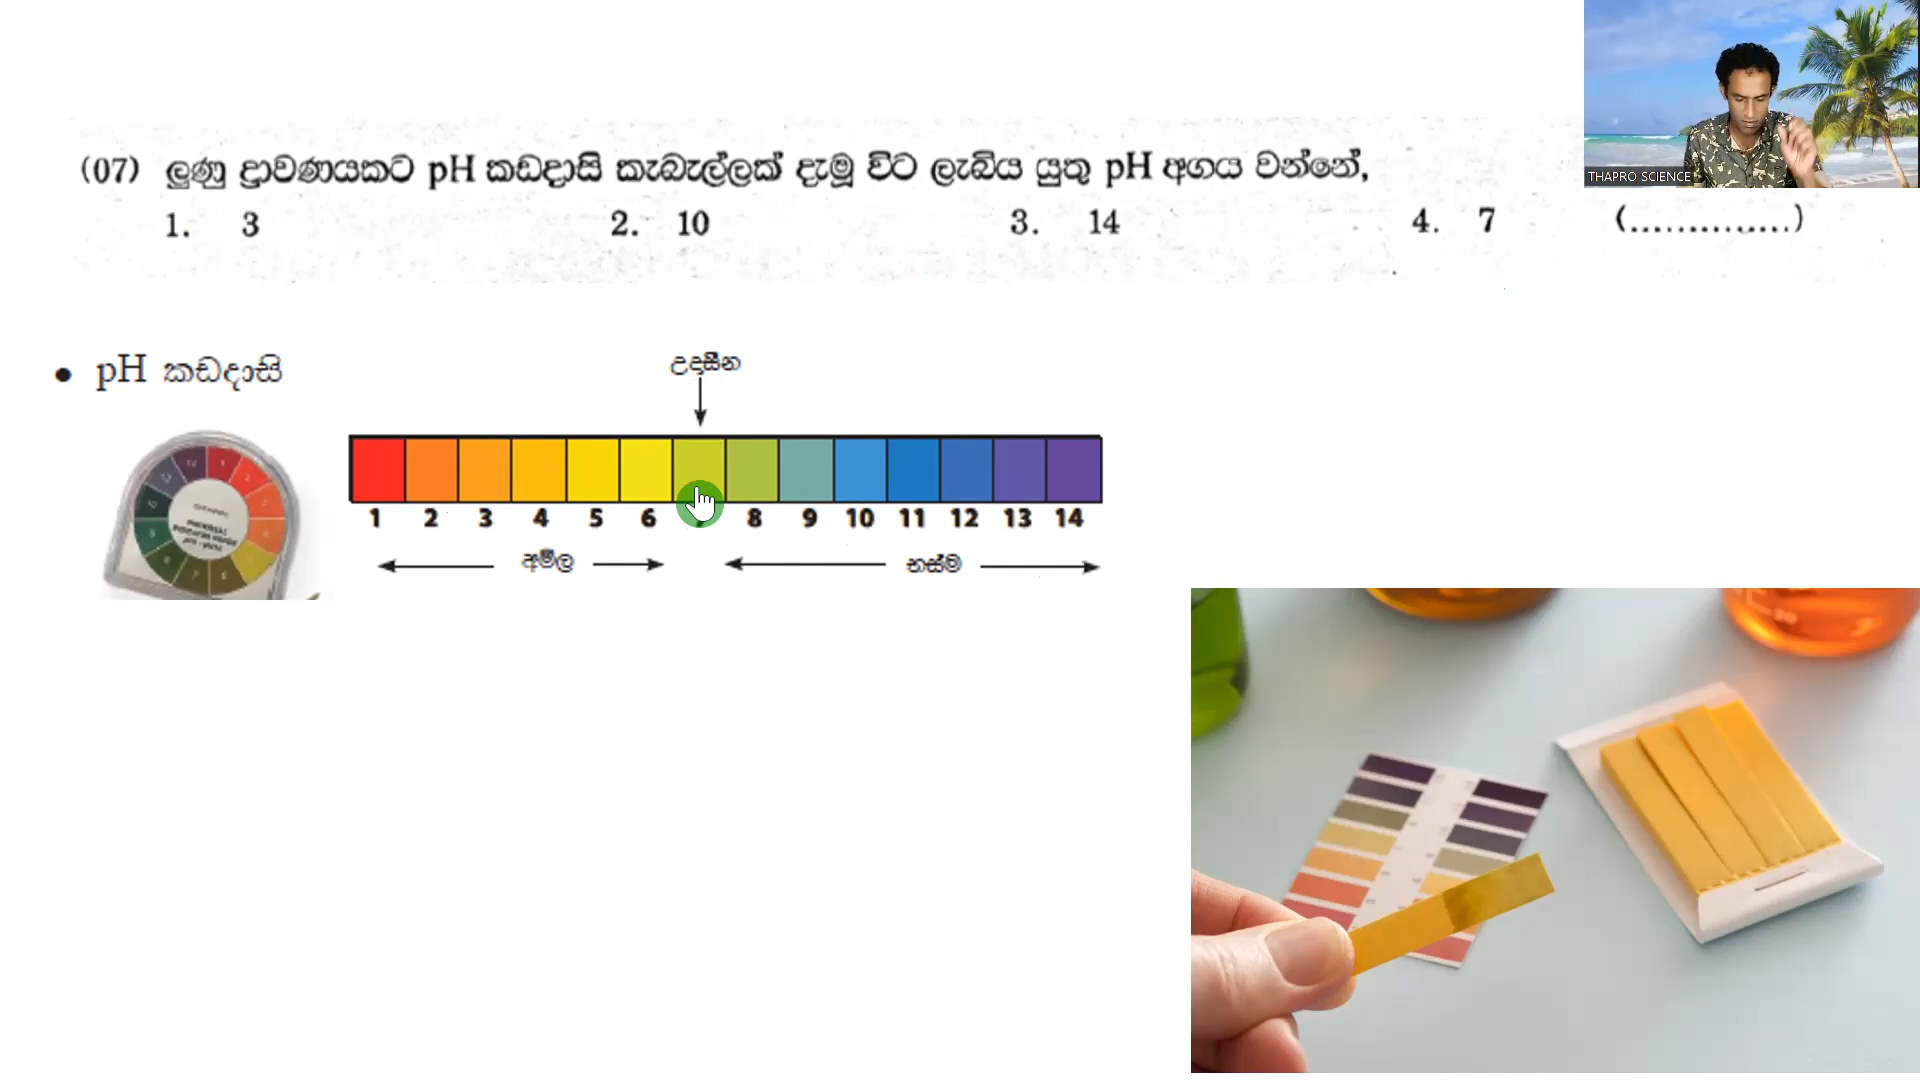 THAPRO SCIENCE
(07) ලුණු ද්‍රාවණයකට pH කඩදාසි කැබැල්ලක් දැමූ විට ලැබිය යුතු pH අගය වන්නේ,
1. 3 2. 10 3. 14 4. 7 (..............)
• pH කඩදාසි
උදාසීන
1 2 3 4 5 6 8 9 10 11 12 13 14
අම්ල භස්ම